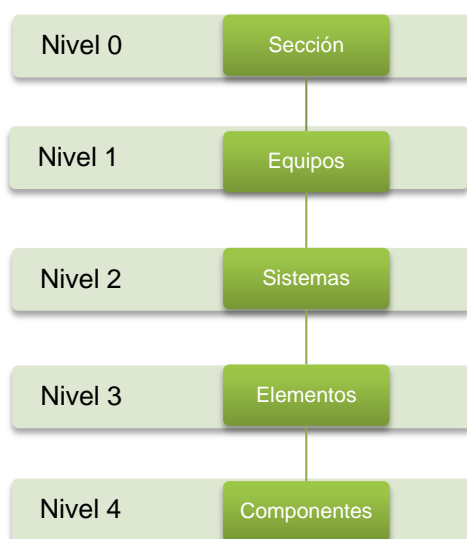 Nivel 0 Sección
Nivel 1 Equipos
Nivel 2 Sistemas
Nivel 3 Elementos
Nivel 4 Componentes